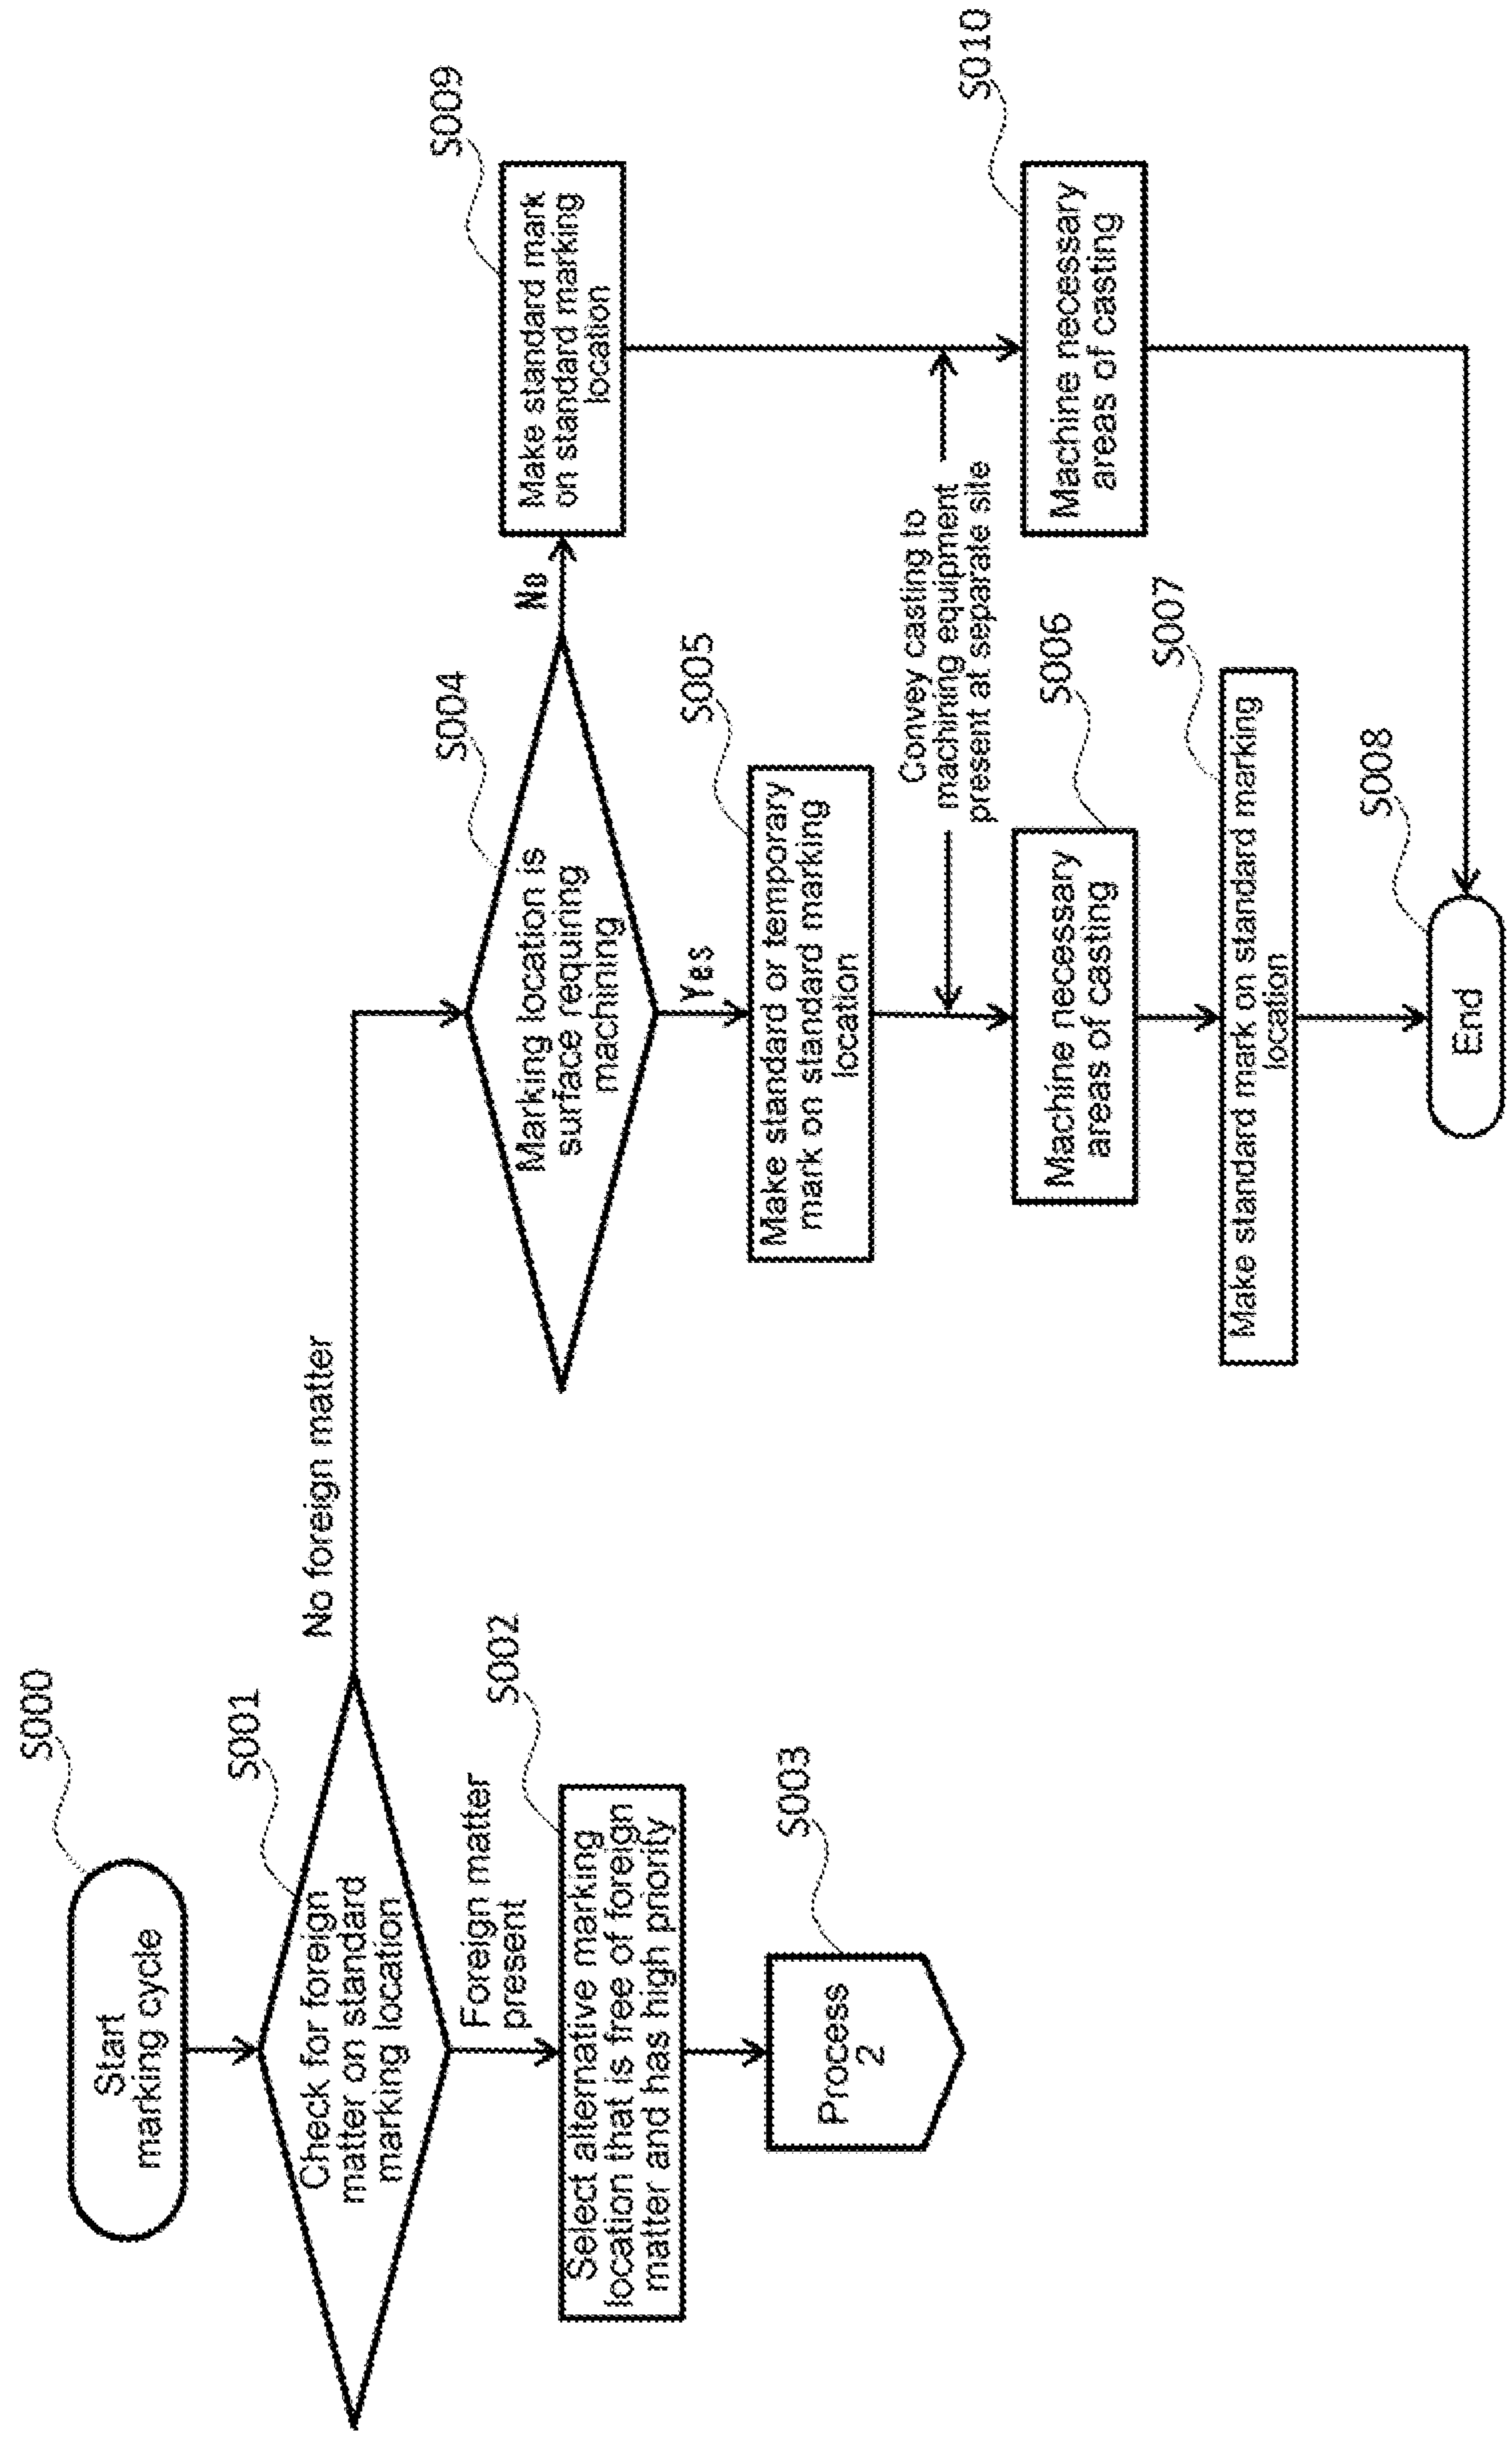 S000
Start
marking cycle
S001
Check for foreign
matter on standard
marking location
No foreign matter
Foreign matter
present
S002
Select alternative marking
location that is free of foreign
matter and has high priority
S003
Process
2
S004
Marking location is
surface requiring
machining
No
Yes
S005
Make standard or temporary
mark on standard marking
location
S009
Make standard mark
on standard marking
location
Convey casting to
machining equipment
present at separate site
S006
Machine necessary
areas of casting
S010
Machine necessary
areas of casting
S007
Make standard mark on standard marking
location
S008
End